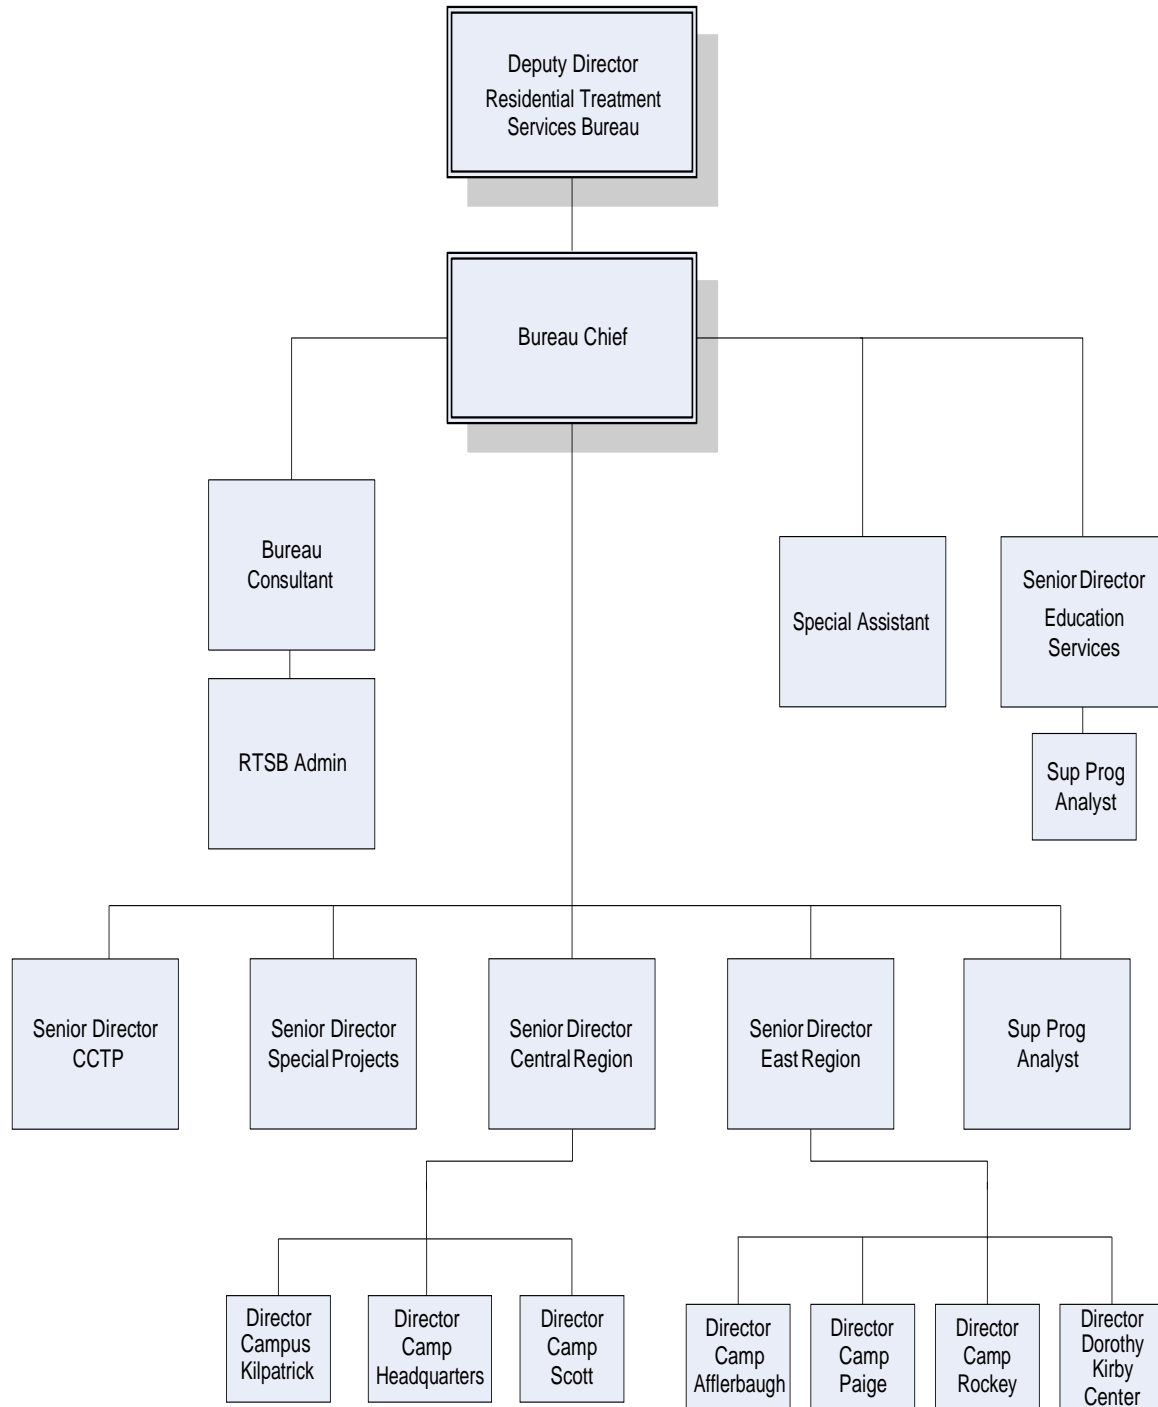 Deputy Director
Residential Treatment
Services Bureau
Bureau Chief
Bureau
Consultant
Special Assistant
Senior Director
Education
Services
RTSB Admin
Sup Prog
Analyst
Senior Director
CCTP
Senior Director
Special Projects
Senior Director
Central Region
Senior Director
East Region
Sup Prog
Analyst
Director
Campus
Kilpatrick
Director
Camp
Headquarters
Director
Camp
Scott
Director
Camp
Afflerbaugh
Director
Camp
Paige
Director
Camp
Rockey
Director
Dorothy
Kirby
Center